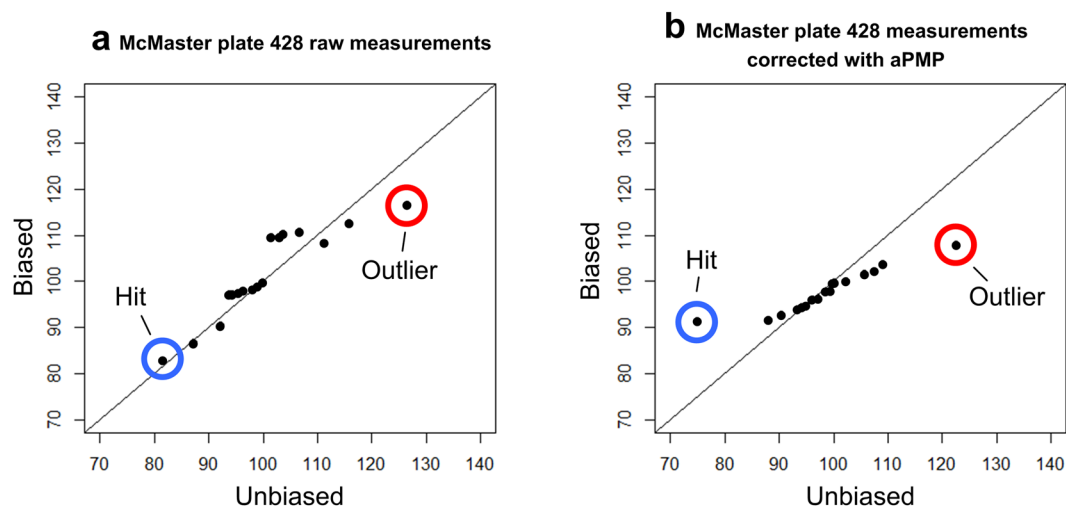 a McMaster plate 428 raw measurements
140
130
120
110
100
90
80
70
Biased
Hit
Outlier
70 80 90 100 110 120 130 140
Unbiased
b McMaster plate 428 measurements
corrected with aPMP
140
130
120
110
100
90
80
70
Biased
Hit
Outlier
70 80 90 100 110 120 130 140
Unbiased